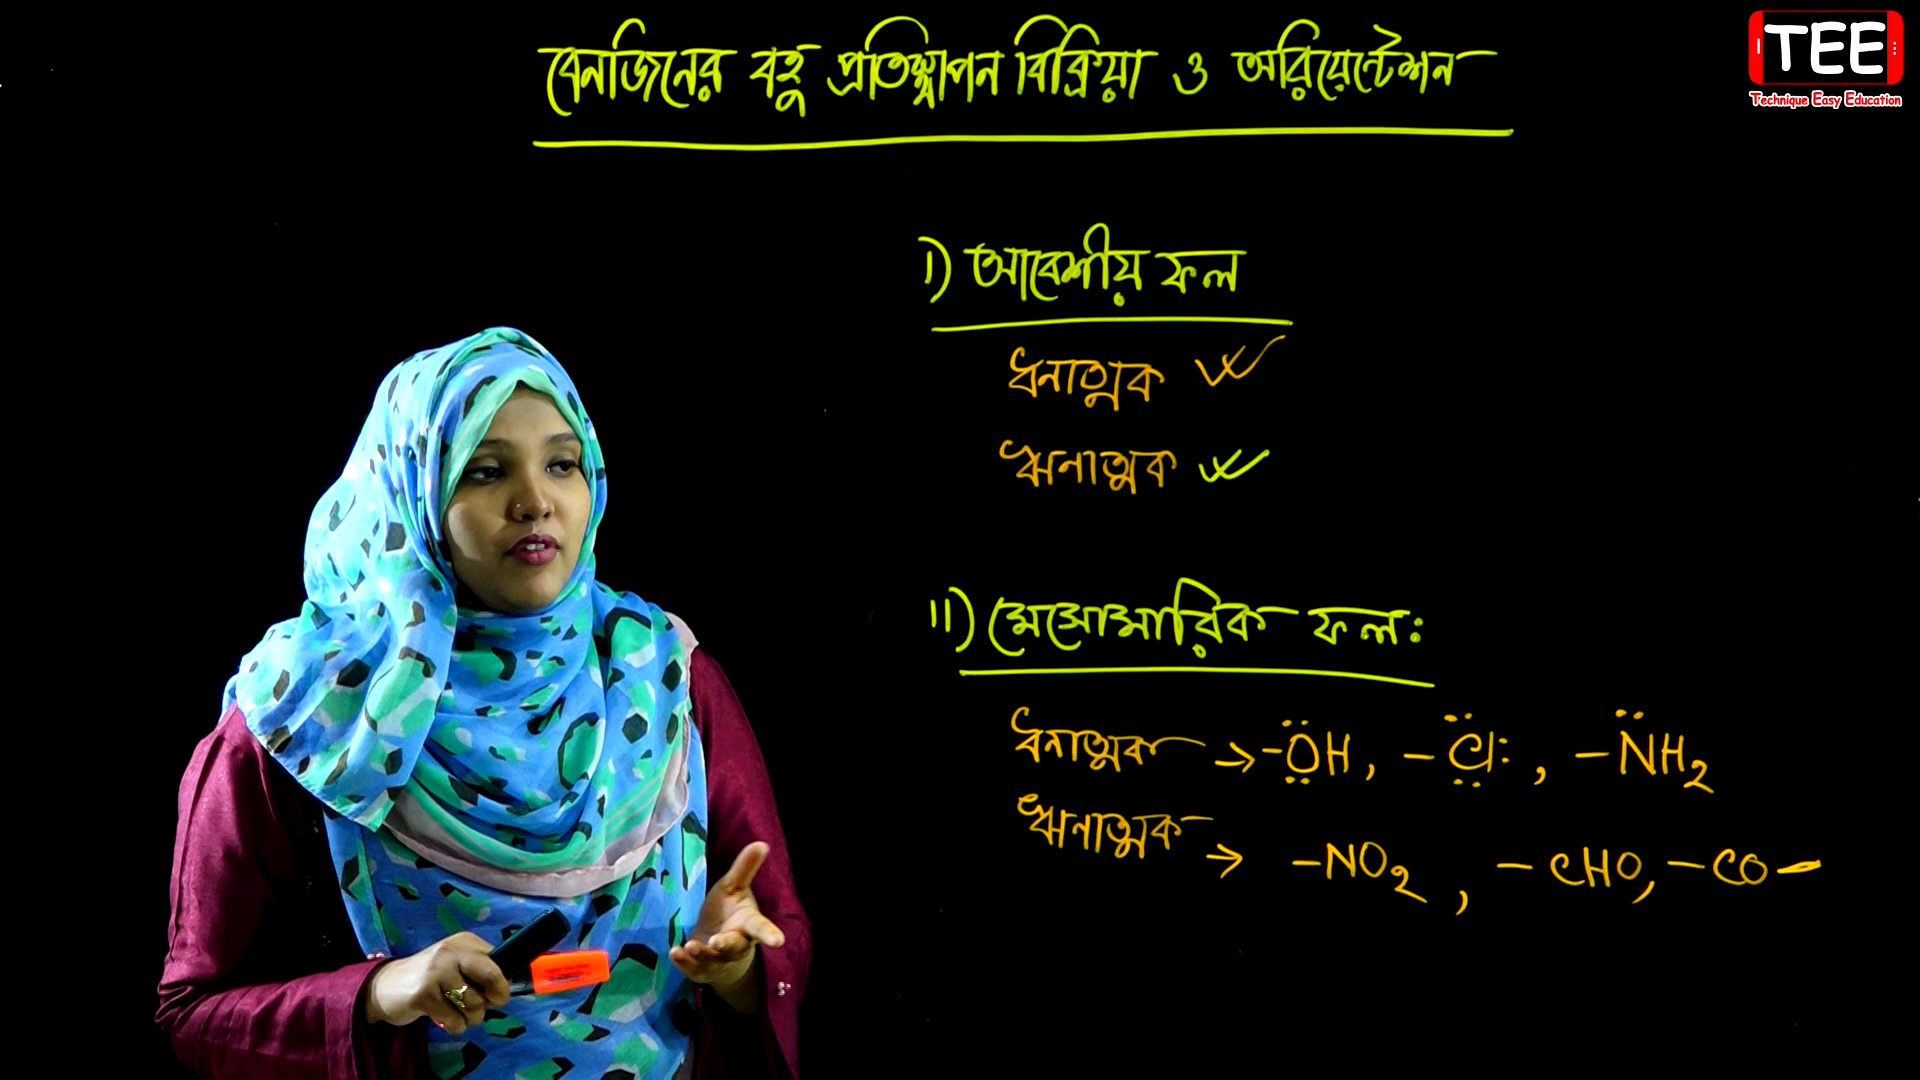 বেনজিনের বহু প্রতিস্থাপন বিক্রিয়া ও অরিয়েন্টেশন
TEE
Technique Easy Education
I) আবেশীয় ফল
ধনাত্মক
ঋনাত্মক
II) মেসোমারিক ফল:
ধনাত্মক → -ÖH, -Cl:, -NH₂
ঋনাত্মক → -NO₂, -CHO, -CO-